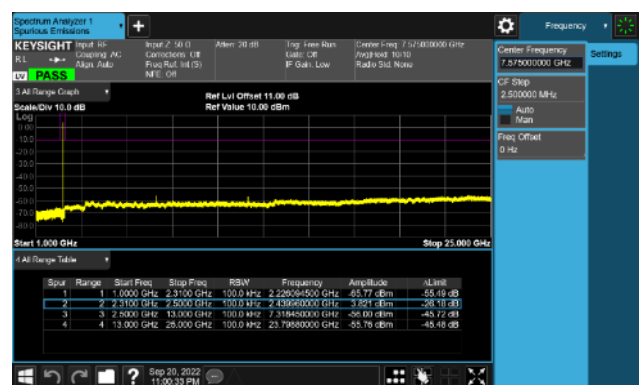 Spectrum Analyzer 1
Spurious Emissions
Frequency
KEYSIGHT
Input: RF
Coupling: AC
Align: Auto
Input Z: 50 Ω
Corrections: Off
Freq Ref: Int (S)
NFE: Off
Atten: 20 dB
Trig: Free Run
Gate: Off
IF Gain: Low
Center Freq: 7.575000000 GHz
Avg|Hold: 10/10
Radio Std: None
RL
LV PASS
Center Frequency
7.575000000 GHz
Settings
CF Step
2.500000 MHz
Auto
Man
Freq Offset
0 Hz
3 All Range Graph
Scale/Div 10.0 dB
Ref Lvl Offset 11.00 dB
Ref Value 10.00 dBm
Log
0.00
-10.0
-20.0
-30.0
-40.0
-50.0
-60.0
-70.0
-80.0
Start 1.000 GHz
Stop 25.000 GHz
4 All Range Table
Spur Range Start Freq Stop Freq RBW Frequency Amplitude ΔLimit
1 1 1.0000 GHz 2.3100 GHz 100.0 kHz 2.226094500 GHz -65.77 dBm -55.49 dB
2 2 2.3100 GHz 2.5000 GHz 100.0 kHz 2.439960000 GHz 3.821 dBm -26.18 dB
3 3 2.5000 GHz 13.000 GHz 100.0 kHz 7.318450000 GHz -56.00 dBm -45.72 dB
4 4 13.000 GHz 26.000 GHz 100.0 kHz 23.79880000 GHz -55.76 dBm -45.48 dB
Sep 20, 2022
11:00:33 PM